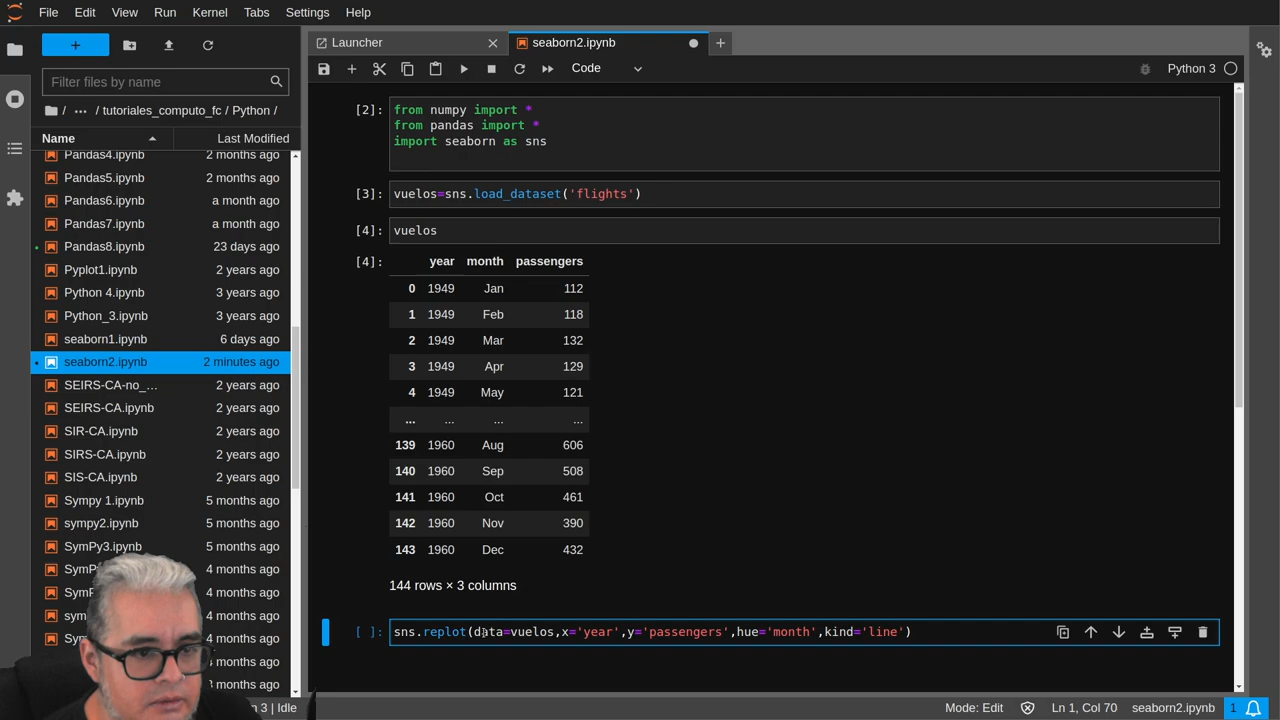 File Edit View Run Kernel Tabs Settings Help
Launcher
seaborn2.ipynb
Filter files by name
Code
Python 3
/ ... / tutoriales_computo_fc / Python /
Name Last Modified
Pandas4.ipynb 2 months ago
Pandas5.ipynb 2 months ago
Pandas6.ipynb a month ago
Pandas7.ipynb a month ago
Pandas8.ipynb 23 days ago
Pyplot1.ipynb 2 years ago
Python 4.ipynb 3 years ago
Python_3.ipynb 3 years ago
seaborn1.ipynb 6 days ago
seaborn2.ipynb 2 minutes ago
SEIRS-CA-no_… 2 years ago
SEIRS-CA.ipynb 2 years ago
SIR-CA.ipynb 2 years ago
SIRS-CA.ipynb 2 years ago
SIS-CA.ipynb 2 years ago
Sympy 1.ipynb 5 months ago
sympy2.ipynb 5 months ago
SymPy3.ipynb 5 months ago
4 months ago
4 months ago
4 months ago
4 months ago
months ago
months ago
[2]: from numpy import *
from pandas import *
import seaborn as sns
[3]: vuelos=sns.load_dataset('flights')
[4]: vuelos
[4]: year month passengers
0 1949 Jan 112
1 1949 Feb 118
2 1949 Mar 132
3 1949 Apr 129
4 1949 May 121
... ... ... ...
139 1960 Aug 606
140 1960 Sep 508
141 1960 Oct 461
142 1960 Nov 390
143 1960 Dec 432
144 rows × 3 columns
[ ]: sns.replot(data=vuelos,x='year',y='passengers',hue='month',kind='line')
3 | Idle
Mode: Edit
Ln 1, Col 70
seaborn2.ipynb
1